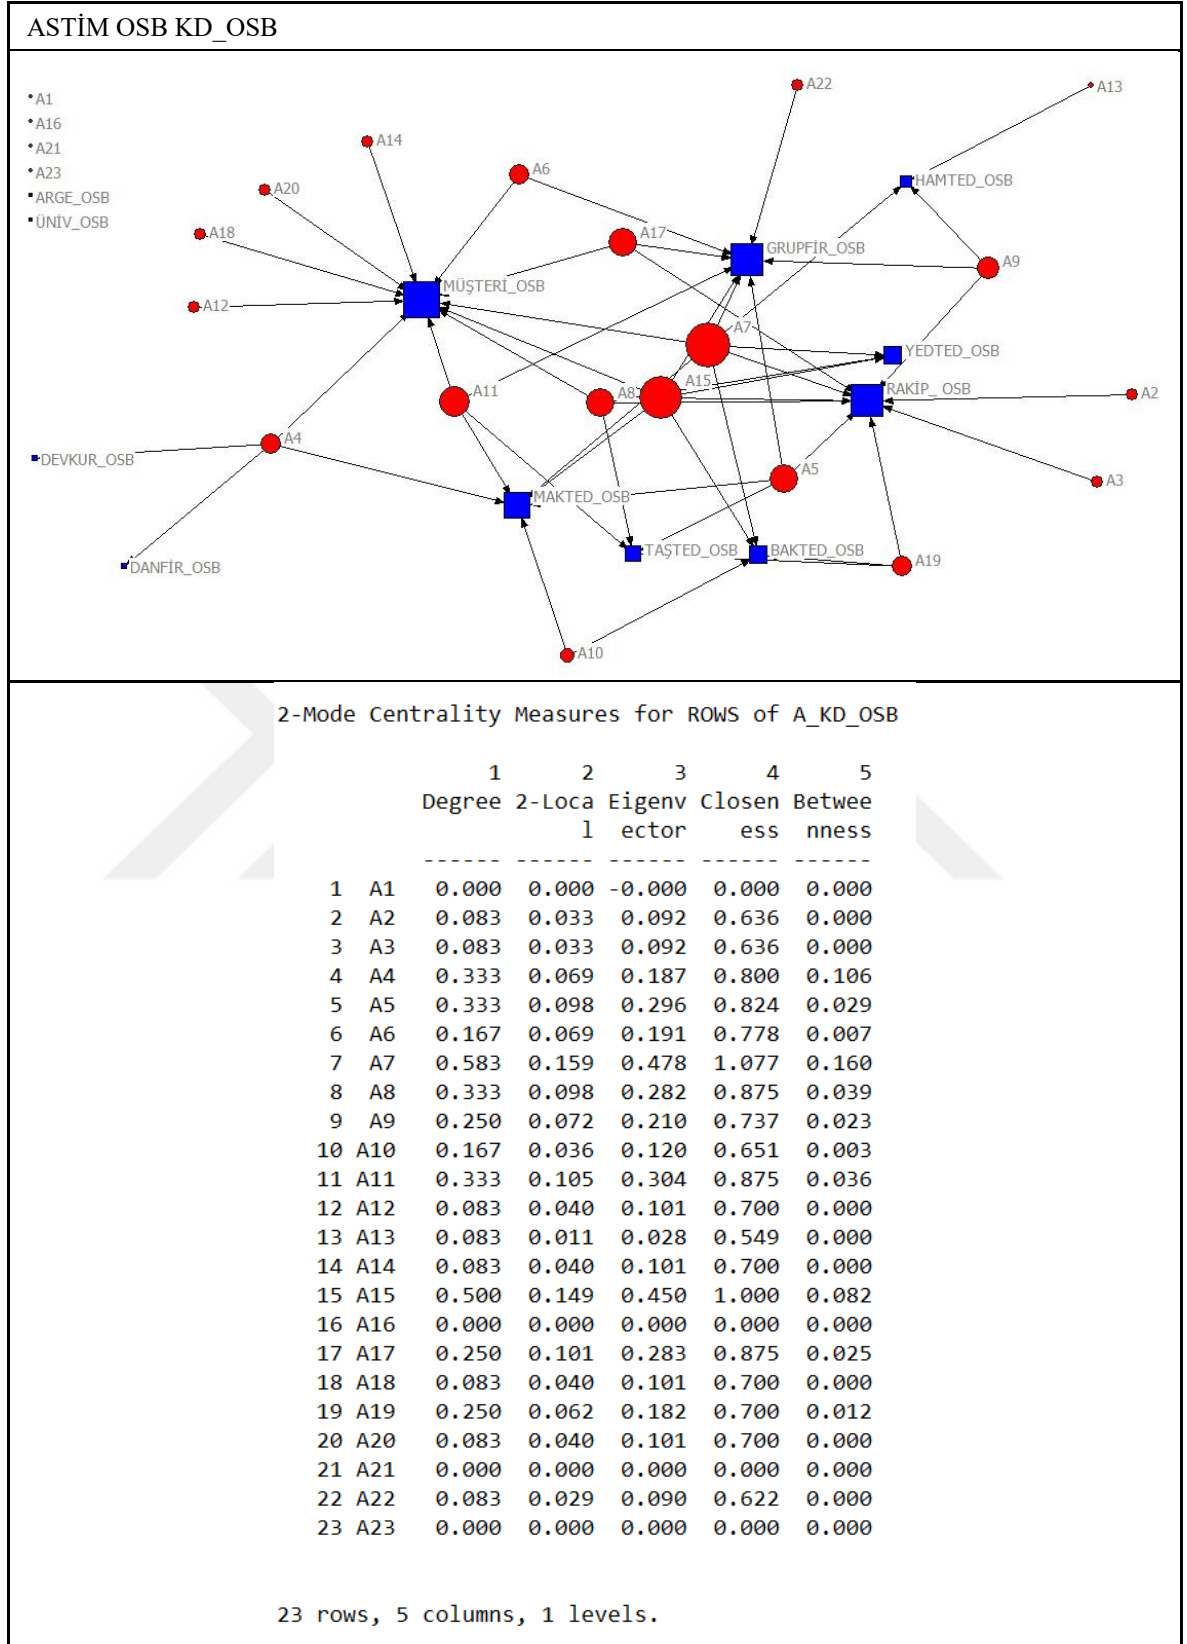 ASTİM OSB KD_OSB
A22
A13
A1
A16
A21
A23
ARGE_OSB
ÜNİV_OSB
A14
A6
A20
HAMTED_OSB
A18
A17
GRUPFİR_OSB
A9
MÜŞTERİ_OSB
A12
A7
YEDTED_OSB
A15
RAKİP_ OSB
A11
A8
A2
A4
DEVKUR_OSB
A5
A3
MAKTED_OSB
TAŞTED_OSB
BAKTED_OSB
A19
DANFİR_OSB
A10
2-Mode Centrality Measures for ROWS of A_KD_OSB
1 2 3 4 5
Degree 2-Loca Eigenv Closen Betwee
l ector ess nness
------ ------ ------ ------ ------
1 A1 0.000 0.000 -0.000 0.000 0.000
2 A2 0.083 0.033 0.092 0.636 0.000
3 A3 0.083 0.033 0.092 0.636 0.000
4 A4 0.333 0.069 0.187 0.800 0.106
5 A5 0.333 0.098 0.296 0.824 0.029
6 A6 0.167 0.069 0.191 0.778 0.007
7 A7 0.583 0.159 0.478 1.077 0.160
8 A8 0.333 0.098 0.282 0.875 0.039
9 A9 0.250 0.072 0.210 0.737 0.023
10 A10 0.167 0.036 0.120 0.651 0.003
11 A11 0.333 0.105 0.304 0.875 0.036
12 A12 0.083 0.040 0.101 0.700 0.000
13 A13 0.083 0.011 0.028 0.549 0.000
14 A14 0.083 0.040 0.101 0.700 0.000
15 A15 0.500 0.149 0.450 1.000 0.082
16 A16 0.000 0.000 0.000 0.000 0.000
17 A17 0.250 0.101 0.283 0.875 0.025
18 A18 0.083 0.040 0.101 0.700 0.000
19 A19 0.250 0.062 0.182 0.700 0.012
20 A20 0.083 0.040 0.101 0.700 0.000
21 A21 0.000 0.000 0.000 0.000 0.000
22 A22 0.083 0.029 0.090 0.622 0.000
23 A23 0.000 0.000 0.000 0.000 0.000
23 rows, 5 columns, 1 levels.